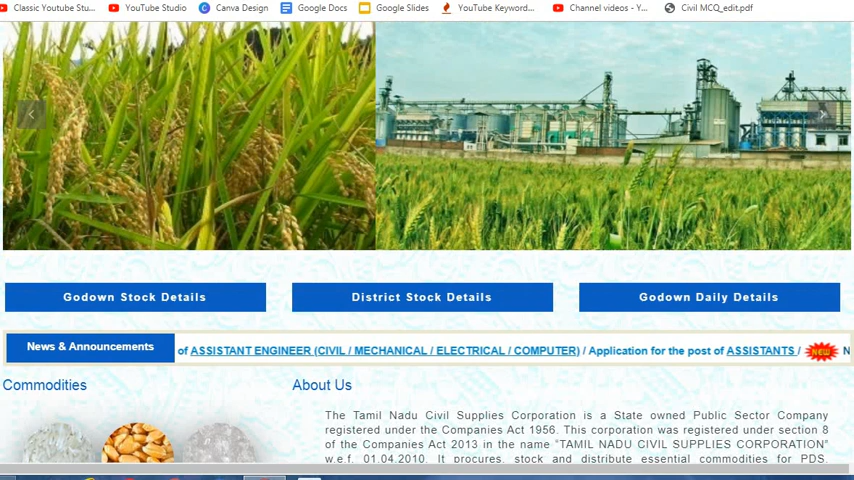 Classic Youtube Stu... YouTube Studio Canva Design Google Docs Google Slides YouTube Keyword... Channel videos - Y... Civil MCQ_edit.pdf
Godown Stock Details District Stock Details Godown Daily Details
News & Announcements of ASSISTANT ENGINEER (CIVIL / MECHANICAL / ELECTRICAL / COMPUTER) / Application for the post of ASSISTANTS / NEW N
Commodities
About Us
The Tamil Nadu Civil Supplies Corporation is a State owned Public Sector Company
registered under the Companies Act 1956. This corporation was registered under section 8
of the Companies Act 2013 in the name “TAMIL NADU CIVIL SUPPLIES CORPORATION”
w.e.f. 01.04.2010. It procures, stock and distribute essential commodities for PDS.